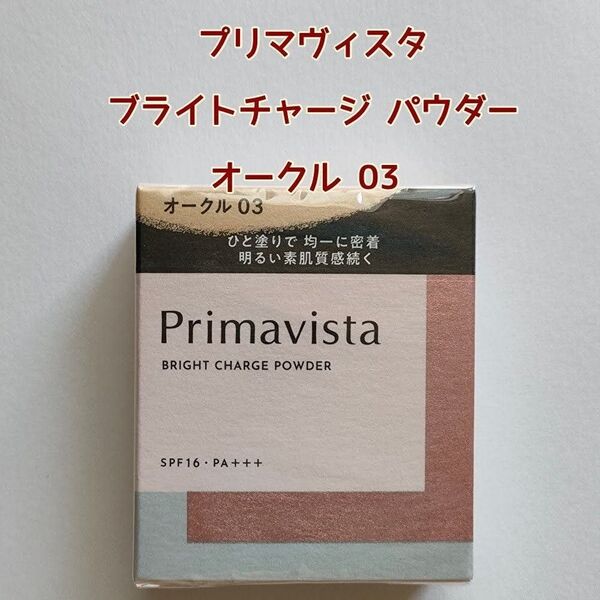 プリマヴィスタ
ブライトチャージ パウダー
オークル 03
オークル 03
ひと塗りで 均一に密着
明るい素肌質感続く
Primavista
BRIGHT CHARGE POWDER
SPF16・PA+++